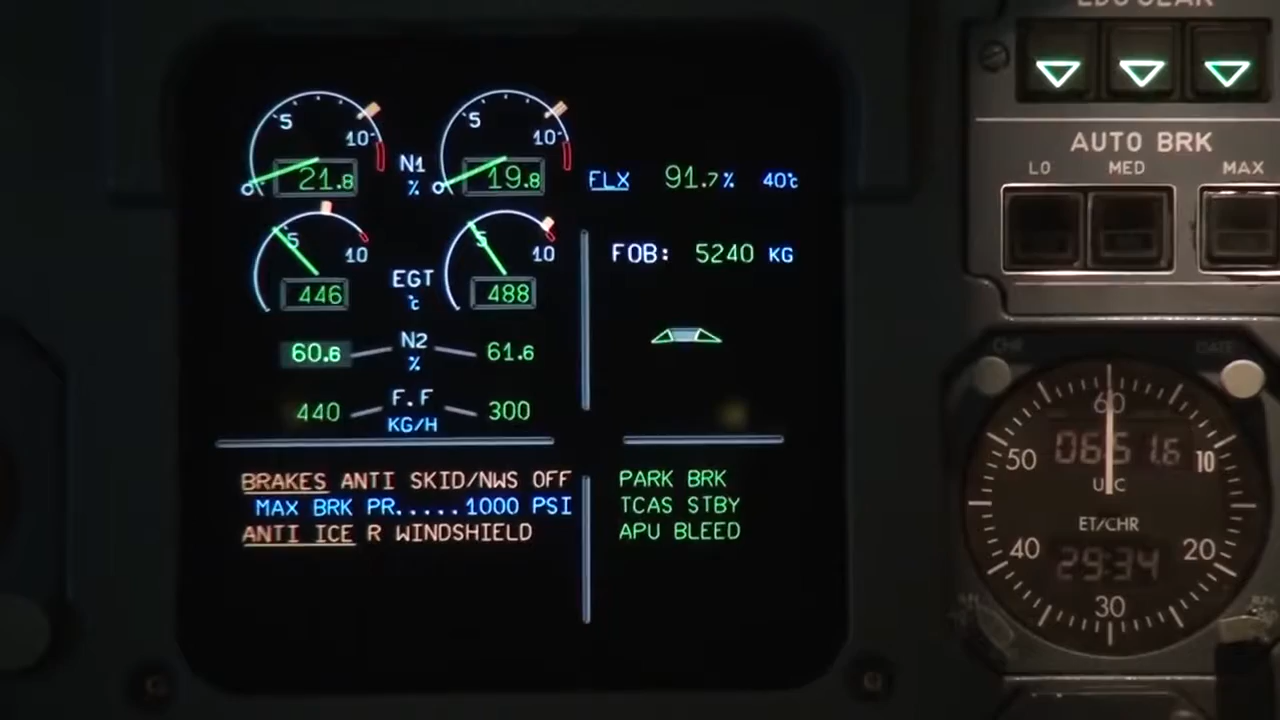 5 10
5 10
N1
%
21.8 19.8
FLX 91.7% 40°C
5 10
5 10
EGT
°C
446 488
FOB: 5240 KG
60.6 N2 61.6
%
440 F.F 300
KG/H
BRAKES ANTI SKID/NWS OFF
MAX BRK PR.....1000 PSI
ANTI ICE R WINDSHIELD
PARK BRK
TCAS STBY
APU BLEED
AUTO BRK
LO MED MAX
CHR DATE
60
50 10
ET/CHR
40 20
29:34
30